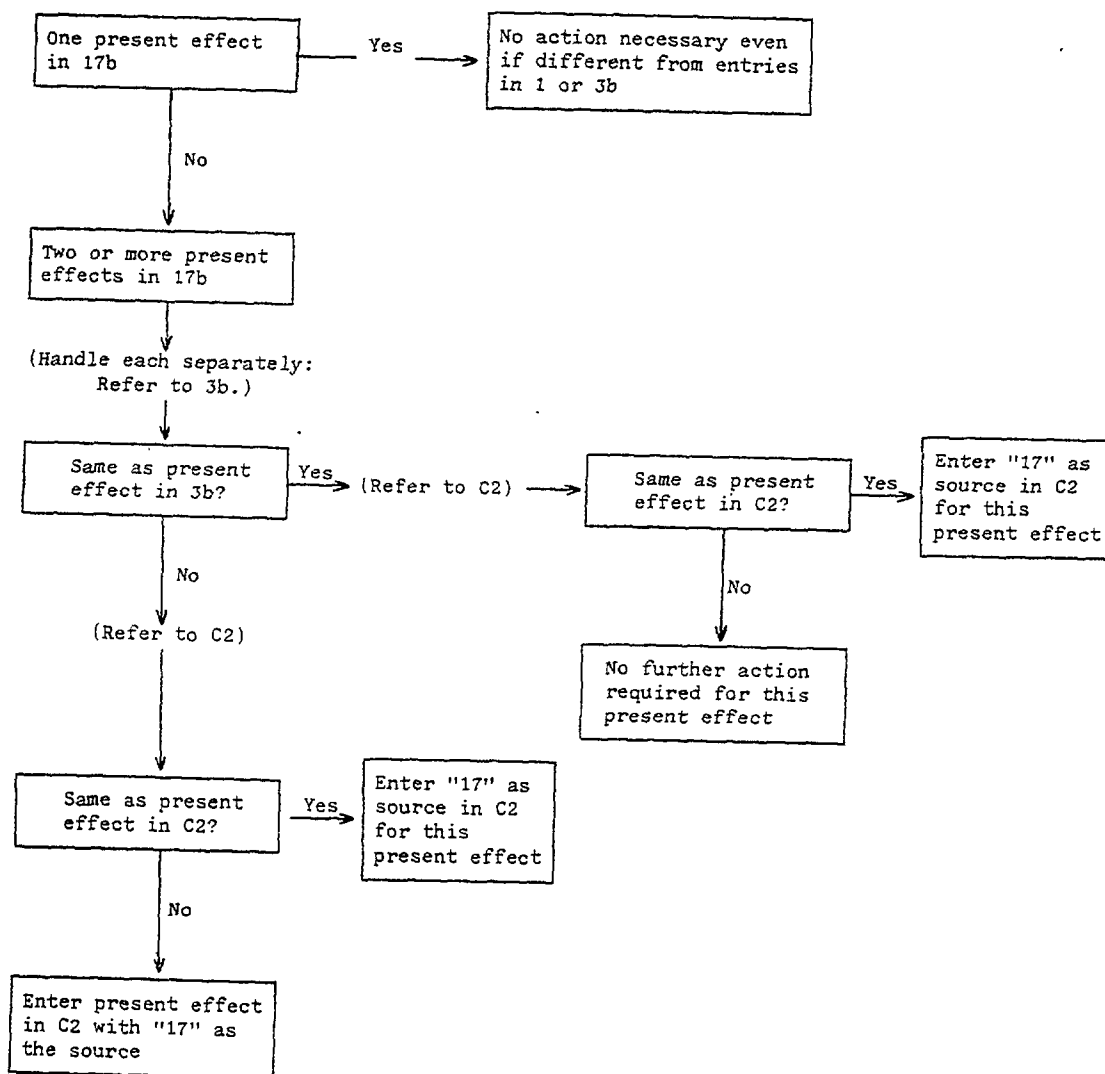 One present effect
in 17b
Yes
No action necessary even
if different from entries
in 1 or 3b
No
Two or more present
effects in 17b
(Handle each separately:
Refer to 3b.)
Same as present
effect in 3b?
Yes
(Refer to C2)
Same as present
effect in C2?
Yes
Enter "17" as
source in C2
for this
present effect
No
(Refer to C2)
No
No further action
required for this
present effect
Same as present
effect in C2?
Yes
Enter "17" as
source in C2
for this
present effect
No
Enter present effect
in C2 with "17" as
the source